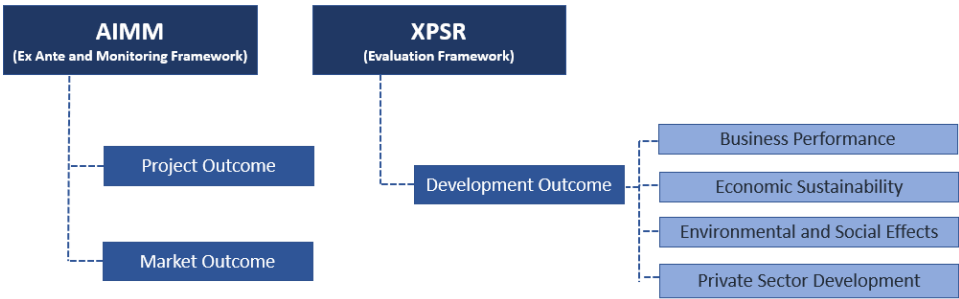 AIMM
(Ex Ante and Monitoring Framework)
XPSR
(Evaluation Framework)
Project Outcome
Market Outcome
Development Outcome
Business Performance
Economic Sustainability
Environmental and Social Effects
Private Sector Development